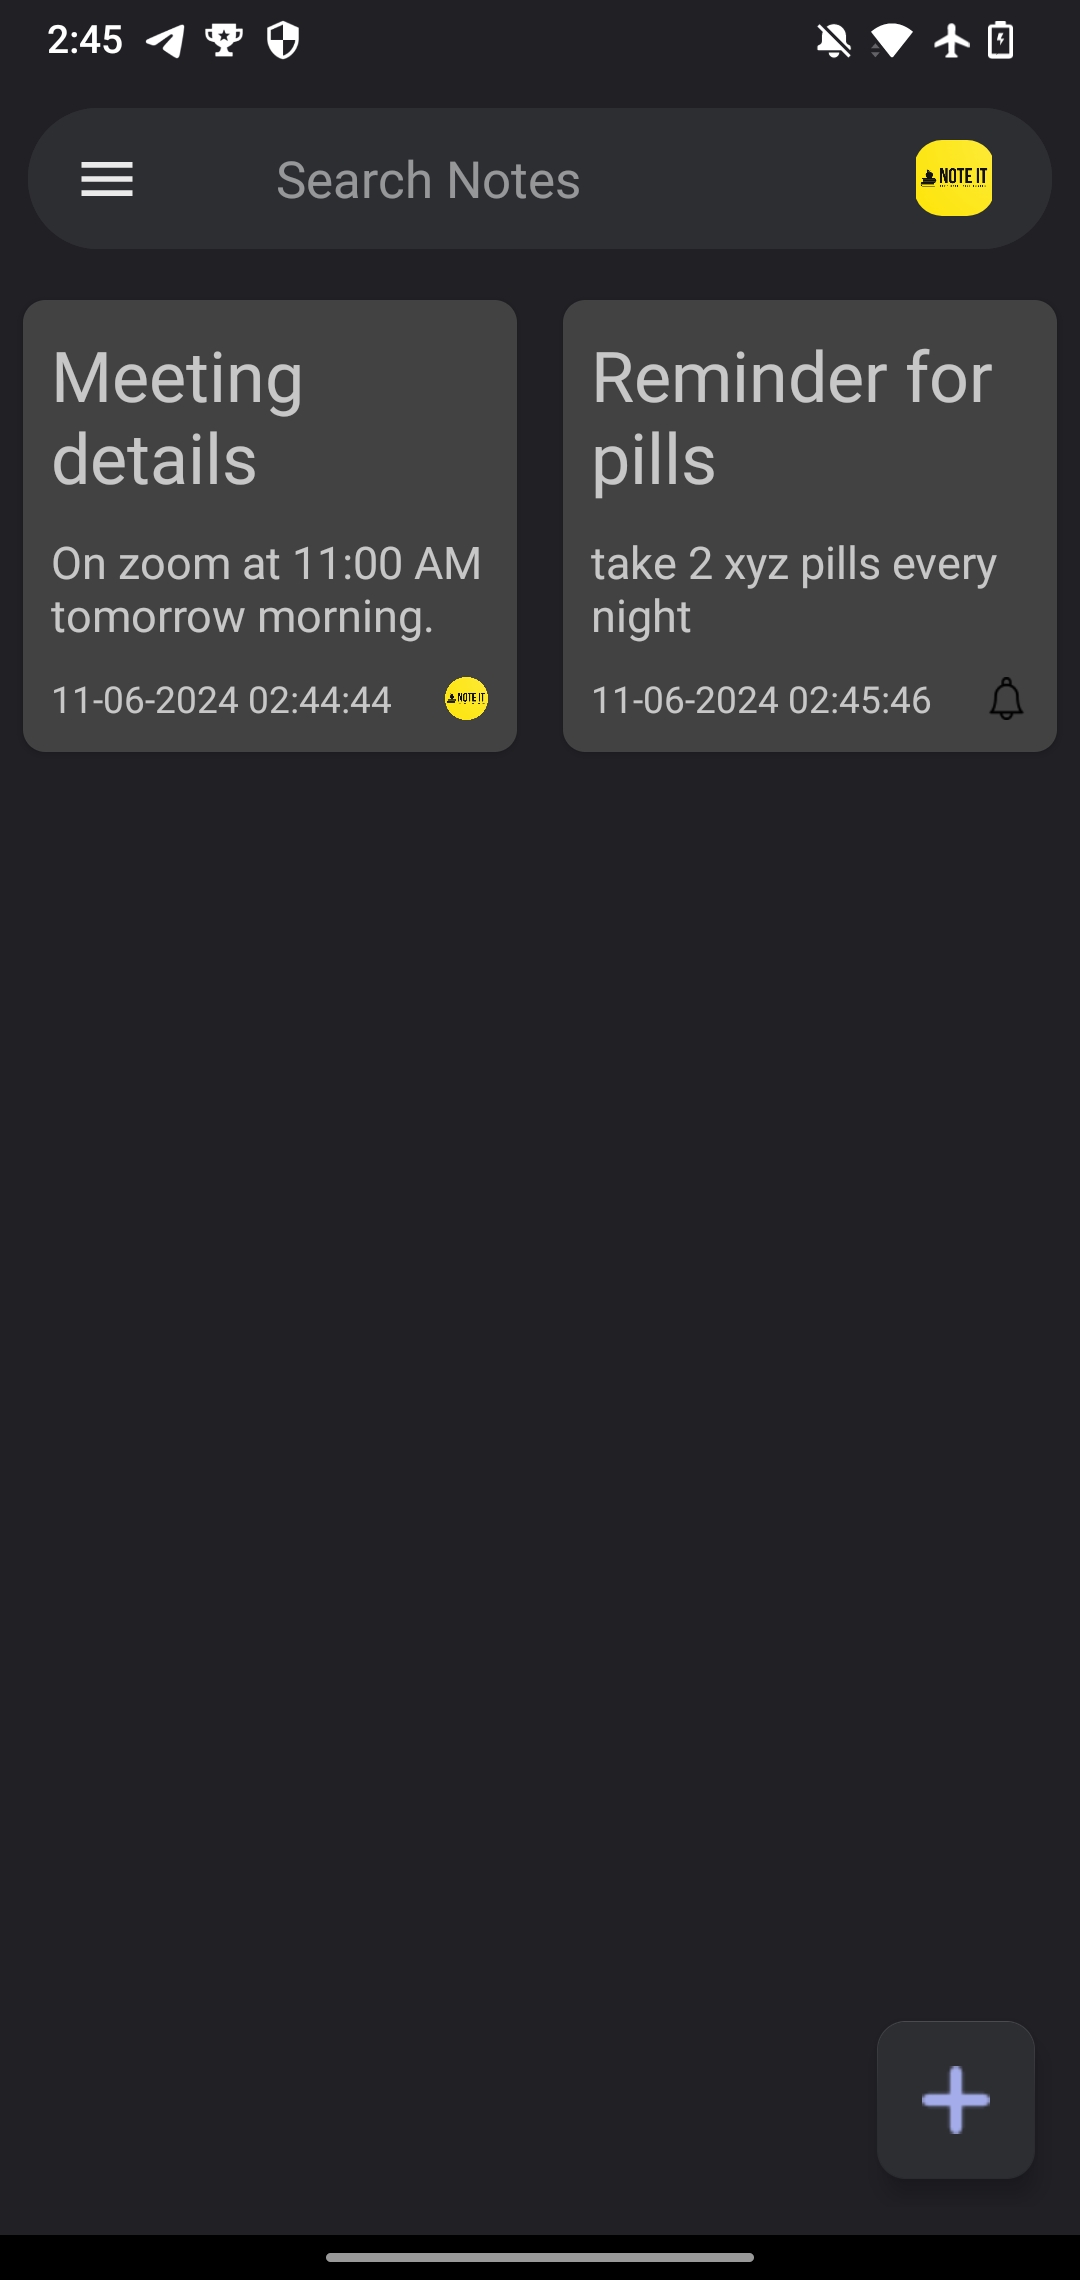 2:45
Search Notes
NOTE IT
Meeting
details
On zoom at 11:00 AM
tomorrow morning.
11-06-2024 02:44:44
NOTE IT
Reminder for
pills
take 2 xyz pills every
night
11-06-2024 02:45:46